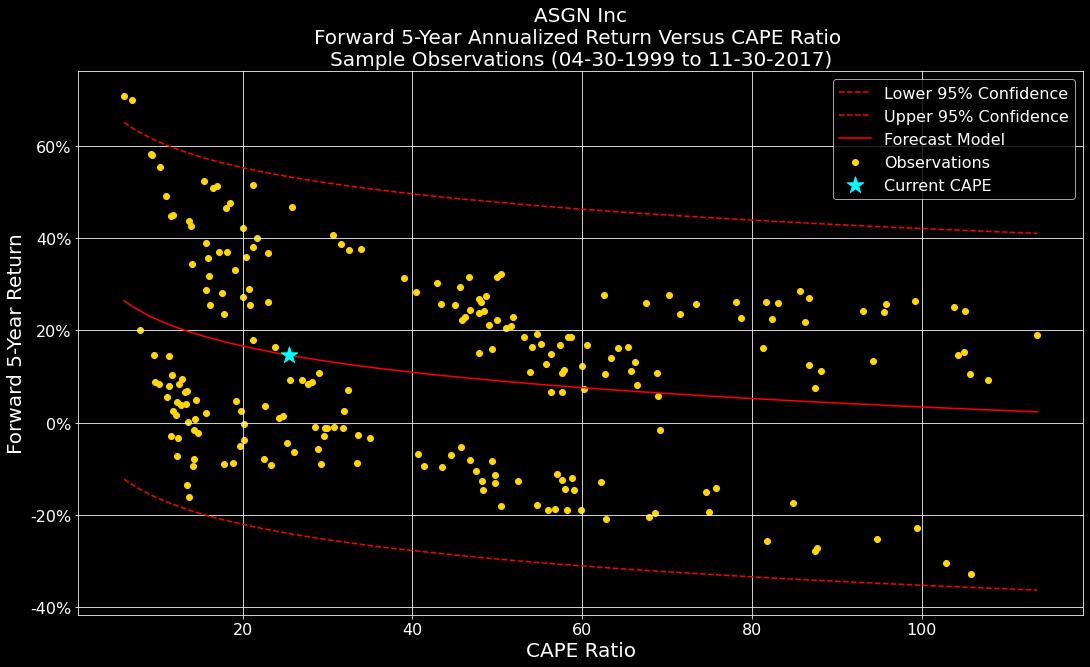 ASGN Inc
Forward 5-Year Annualized Return Versus CAPE Ratio
Sample Observations (04-30-1999 to 11-30-2017)
Lower 95% Confidence
Upper 95% Confidence
Forecast Model
Observations
Current CAPE
Forward 5-Year Return
60%
40%
20%
0%
-20%
-40%
20
40
60
80
100
CAPE Ratio